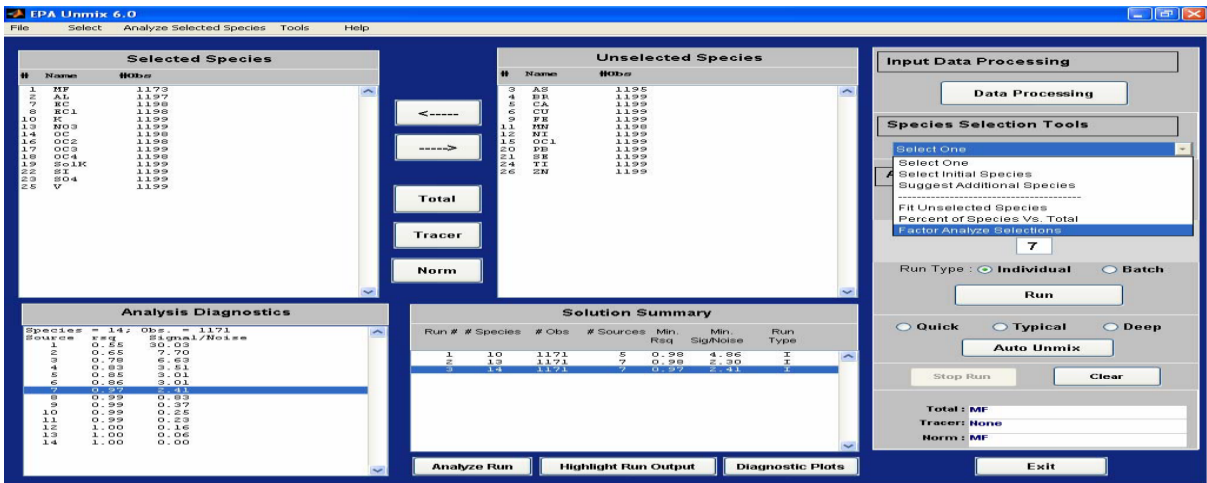 EPA Unmix 6.0
File Select Analyze Selected Species Tools Help
Selected Species
# Name #Obs
1 MF 1173
2 AL 1197
7 EC 1198
8 EC1 1198
10 K 1199
13 NO3 1199
14 OC 1198
16 OC2 1198
17 OC3 1199
18 OC4 1198
19 SolK 1199
22 SI 1199
23 SO4 1199
25 V 1199
<-----
----->
Total
Tracer
Norm
Unselected Species
# Name #Obs
3 AS 1195
4 BR 1199
5 CA 1199
6 CU 1199
9 FE 1199
11 MN 1198
12 NI 1199
15 OC1 1199
20 PB 1199
21 SE 1199
24 TI 1199
26 ZN 1199
Input Data Processing
Data Processing
Species Selection Tools
Select One
Select One
Select Initial Species
Suggest Additional Species
------------------------------------
Fit Unselected Species
Percent of Species Vs. Total
Factor Analyze Selections
7
Run Type : Individual Batch
Run
Quick Typical Deep
Auto Unmix
Stop Run Clear
Total : MF
Tracer: None
Norm : MF
Exit
Analysis Diagnostics
Species = 14; Obs. = 1171
Source rsq Signal/Noise
1 0.55 30.03
2 0.65 7.70
3 0.78 6.63
4 0.83 3.51
5 0.85 3.01
6 0.86 3.01
7 0.97 2.41
8 0.99 0.83
9 0.99 0.37
10 0.99 0.25
11 0.99 0.23
12 1.00 0.16
13 1.00 0.06
14 1.00 0.00
Solution Summary
Run # # Species # Obs # Sources Min. Rsq Min. Sig/Noise Run Type
1 10 1171 5 0.98 4.86 I
2 13 1171 7 0.98 2.30 I
3 14 1171 7 0.97 2.41 I
Analyze Run Highlight Run Output Diagnostic Plots